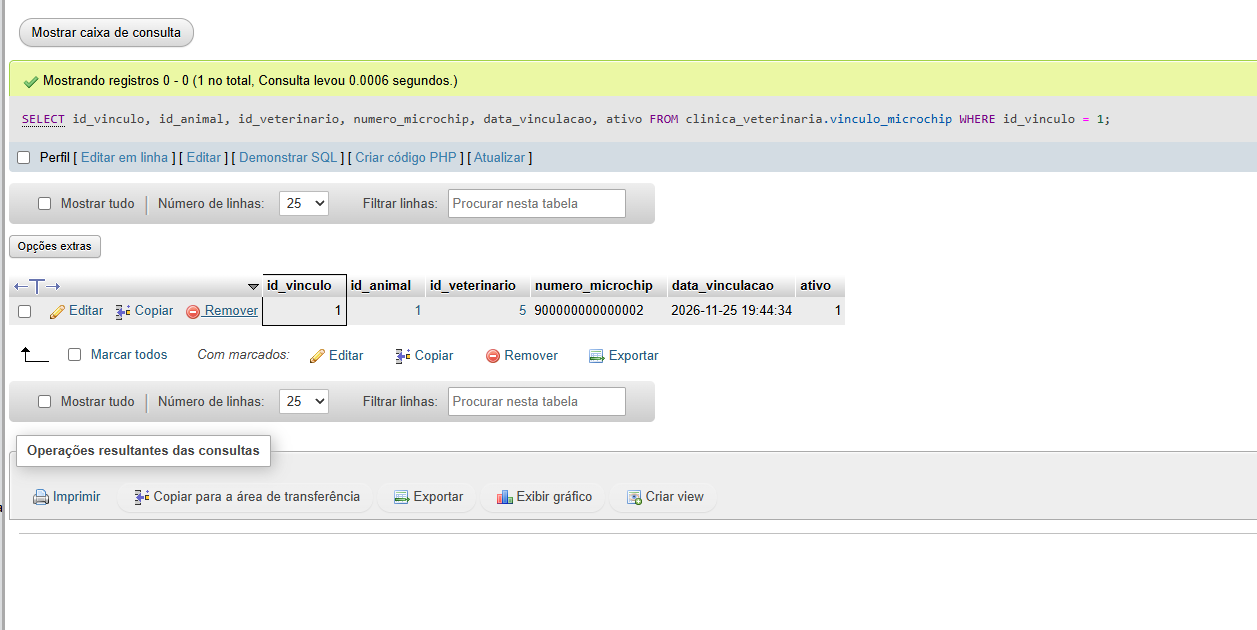 Mostrar caixa de consulta
Mostrando registros 0 - 0 (1 no total, Consulta levou 0.0006 segundos.)
SELECT id_vinculo, id_animal, id_veterinario, numero_microchip, data_vinculacao, ativo FROM clinica_veterinaria.vinculo_microchip WHERE id_vinculo = 1;
Perfil [ Editar em linha ] [ Editar ] [ Demonstrar SQL ] [ Criar código PHP ] [ Atualizar ]
Mostrar tudo | Número de linhas: 25 Filtrar linhas: Procurar nesta tabela
Opções extras
←T→ id_vinculo id_animal id_veterinario numero_microchip data_vinculacao ativo
Editar Copiar Remover 1 1 5 900000000000002 2026-11-25 19:44:34 1
Marcar todos Com marcados: Editar Copiar Remover Exportar
Mostrar tudo | Número de linhas: 25 Filtrar linhas: Procurar nesta tabela
Operações resultantes das consultas
Imprimir Copiar para a área de transferência Exportar Exibir gráfico Criar view